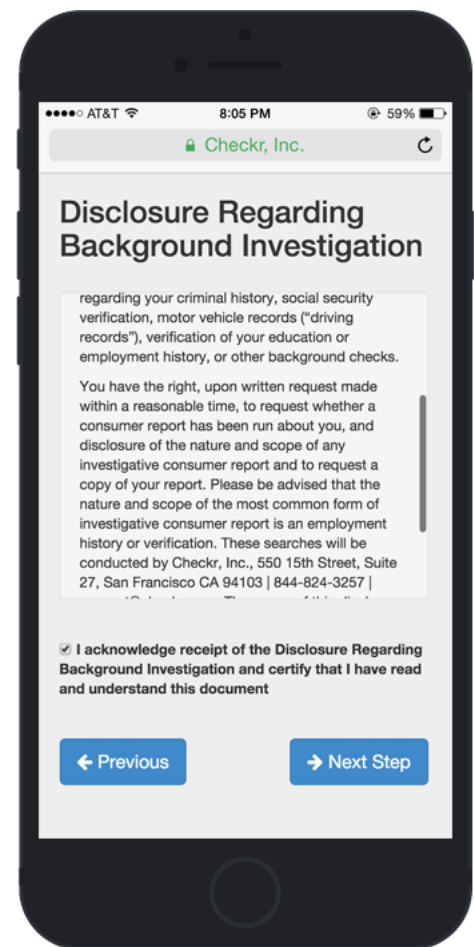 AT&T 8:05 PM 59%
Checkr, Inc.
Disclosure Regarding
Background Investigation
regarding your criminal history, social security
verification, motor vehicle records (“driving
records”), verification of your education or
employment history, or other background checks.
You have the right, upon written request made
within a reasonable time, to request whether a
consumer report has been run about you, and
disclosure of the nature and scope of any
investigative consumer report and to request a
copy of your report. Please be advised that the
nature and scope of the most common form of
investigative consumer report is an employment
history or verification. These searches will be
conducted by Checkr, Inc., 550 15th Street, Suite
27, San Francisco CA 94103 | 844-824-3257 |
I acknowledge receipt of the Disclosure Regarding
Background Investigation and certify that I have read
and understand this document
Previous
Next Step